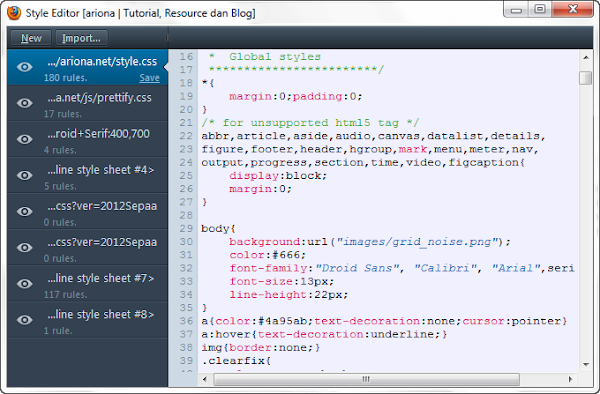 Style Editor [ariona | Tutorial, Resource dan Blog]
New Import...
.../ariona.net/style.css
180 rules. Save
...a.net/js/prettify.css
17 rules.
...roid+Serif:400,700
4 rules.
...line style sheet #4>
5 rules.
...css?ver=2012Sepaa
0 rules.
...css?ver=2012Sepaa
0 rules.
...line style sheet #7>
117 rules.
...line style sheet #8>
1 rule.
16 * Global styles
17 ************************/
18 *{
19 margin:0;padding:0;
20 }
21 /* for unsupported html5 tag */
22 abbr,article,aside,audio,canvas,datalist,details,
23 figure,footer,header,hgroup,mark,menu,meter,nav,
24 output,progress,section,time,video,figcaption{
25 display:block;
26 margin:0;
27 }
28
29 body{
30 background:url("images/grid_noise.png");
31 color:#666;
32 font-family:"Droid Sans", "Calibri", "Arial",seri
33 font-size:13px;
34 line-height:22px;
35 }
36 a{color:#4a95ab;text-decoration:none;cursor:pointer}
37 a:hover{text-decoration:underline;}
38 img{border:none;}
39 .clearfix{